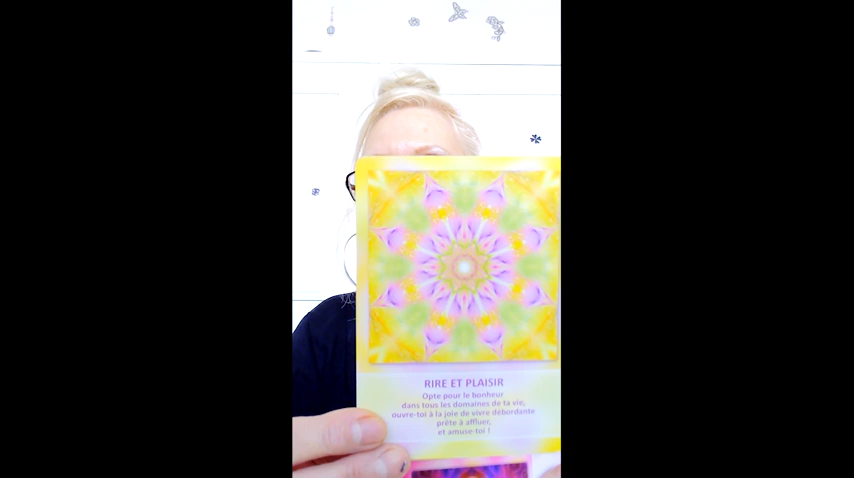 RIRE ET PLAISIR
Opte pour le bonheur
dans tous les domaines de ta vie,
ouvre-toi à la joie de vivre débordante
prête à affluer,
et amuse-toi !